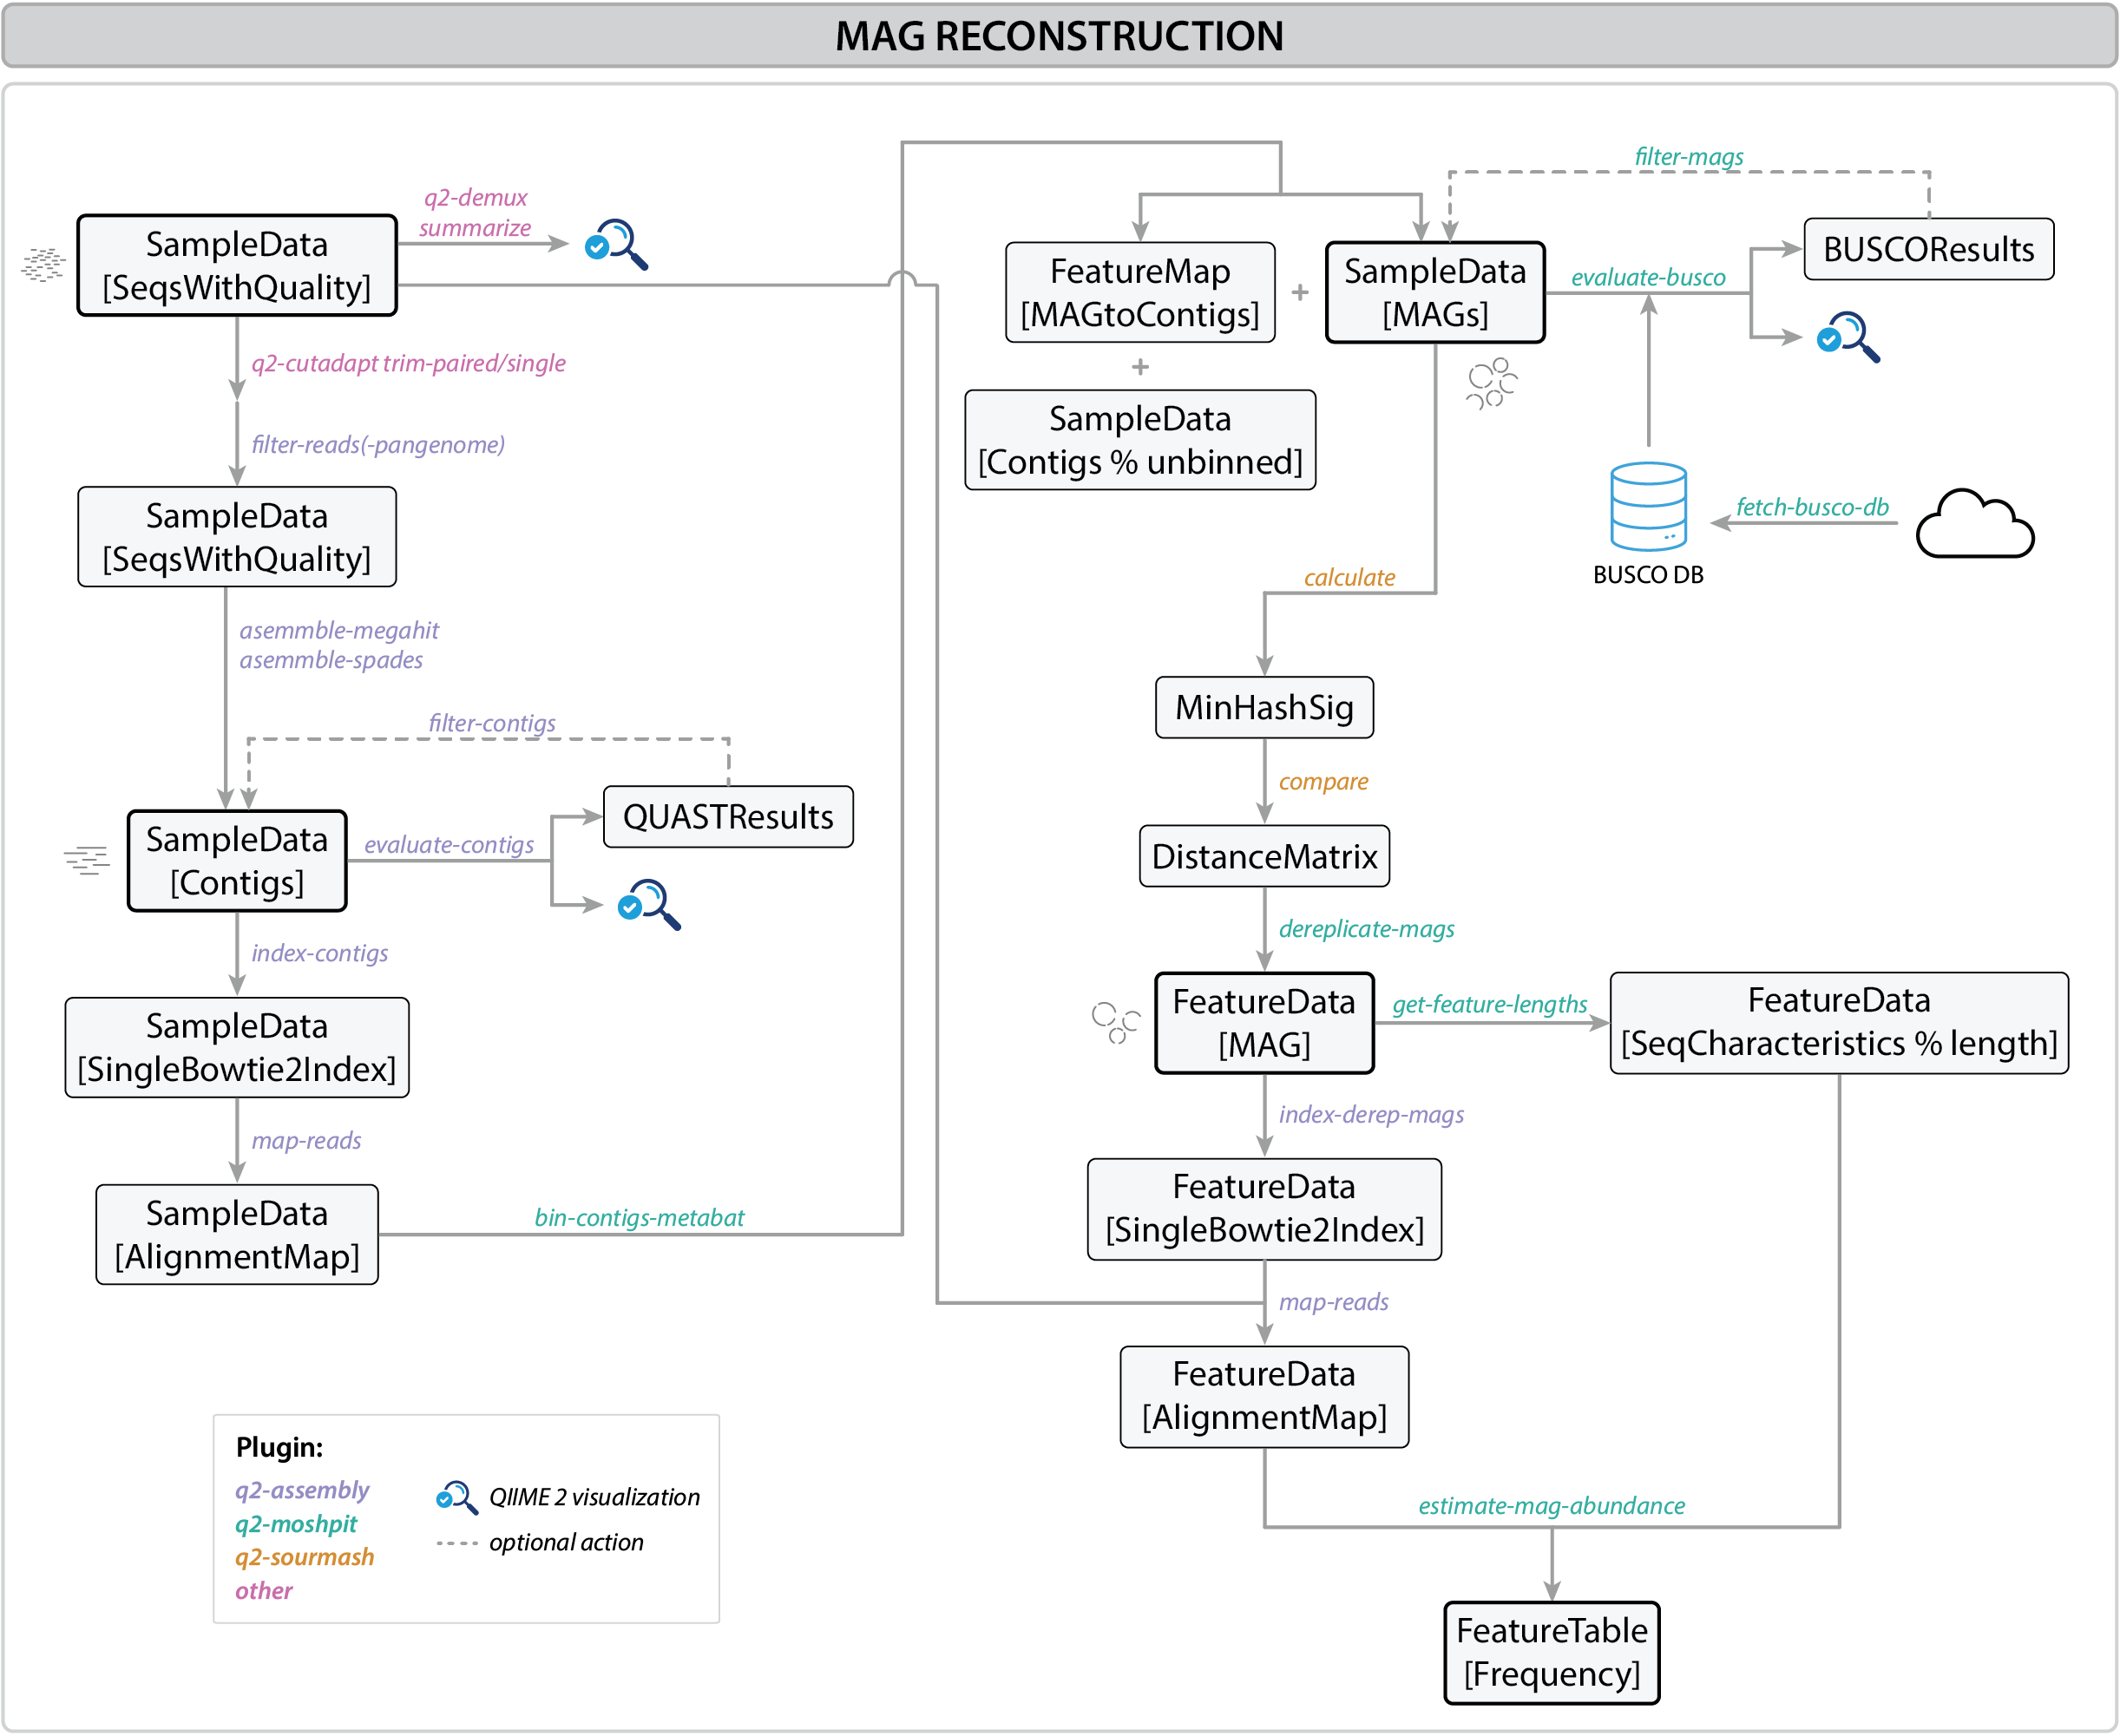 MAG RECONSTRUCTION
q2-demux
summarize
SampleData
[SeqsWithQuality]
q2-cutadapt trim-paired/single
filter-reads(-pangenome)
SampleData
[SeqsWithQuality]
asemmble-megahit
asemmble-spades
filter-contigs
SampleData
[Contigs]
evaluate-contigs
QUASTResults
index-contigs
SampleData
[SingleBowtie2Index]
map-reads
SampleData
[AlignmentMap]
bin-contigs-metabat
FeatureMap
[MAGtoContigs]
+
SampleData
[MAGs]
+
SampleData
[Contigs % unbinned]
filter-mags
evaluate-busco
BUSCOResults
BUSCO DB
fetch-busco-db
calculate
MinHashSig
compare
DistanceMatrix
dereplicate-mags
FeatureData
[MAG]
get-feature-lengths
FeatureData
[SeqCharacteristics % length]
index-derep-mags
FeatureData
[SingleBowtie2Index]
map-reads
FeatureData
[AlignmentMap]
estimate-mag-abundance
FeatureTable
[Frequency]
Plugin:
q2-assembly
q2-moshpit
q2-sourmash
other
QIIME 2 visualization
optional action